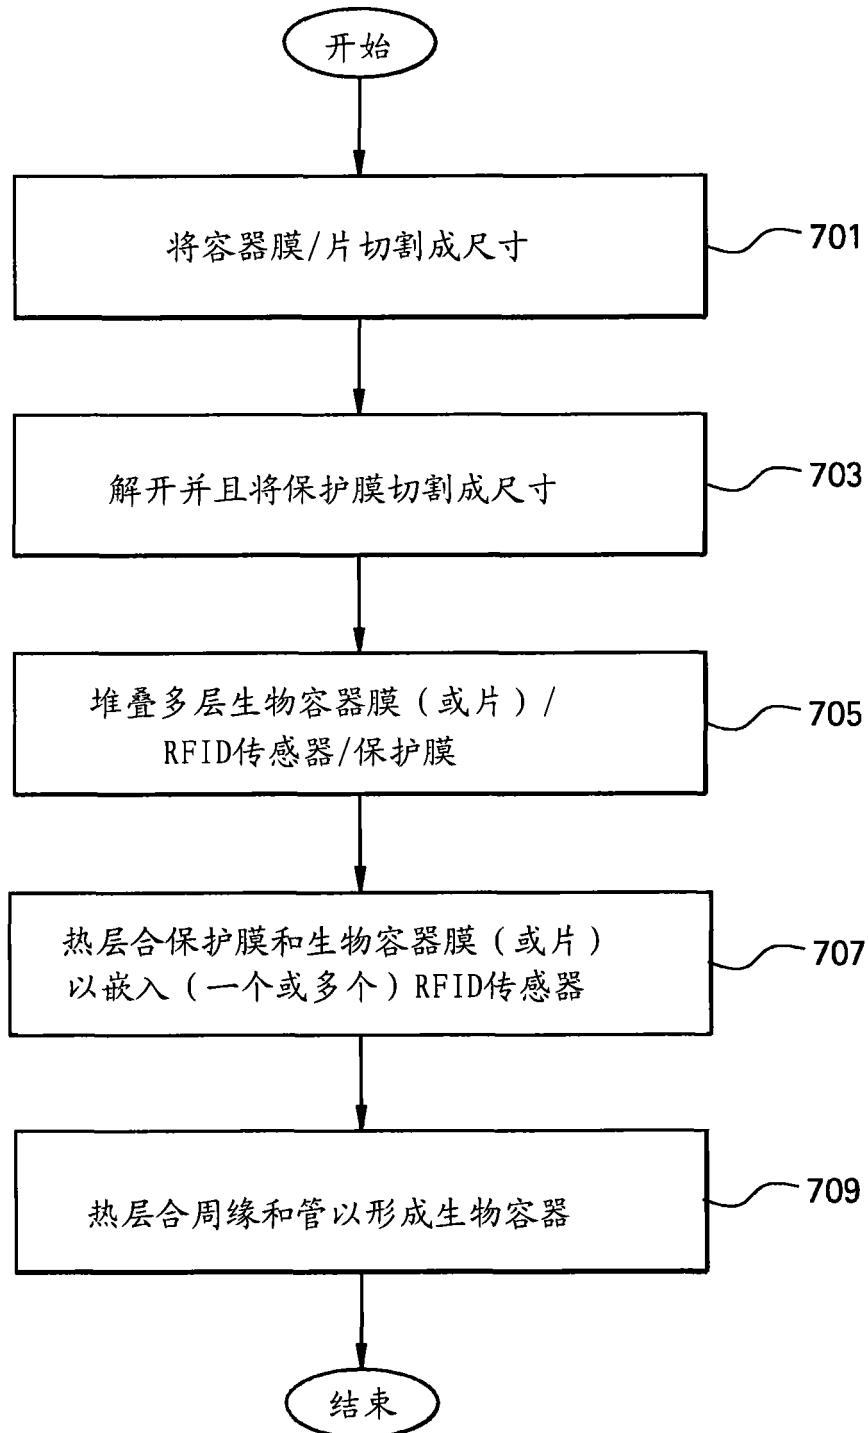 开始
将容器膜/片切割成尺寸
701
解开并且将保护膜切割成尺寸
703
堆叠多层生物容器膜（或片）/
RFID传感器/保护膜
705
热层合保护膜和生物容器膜（或片）
以嵌入（一个或多个）RFID传感器
707
热层合周缘和管以形成生物容器
709
结束